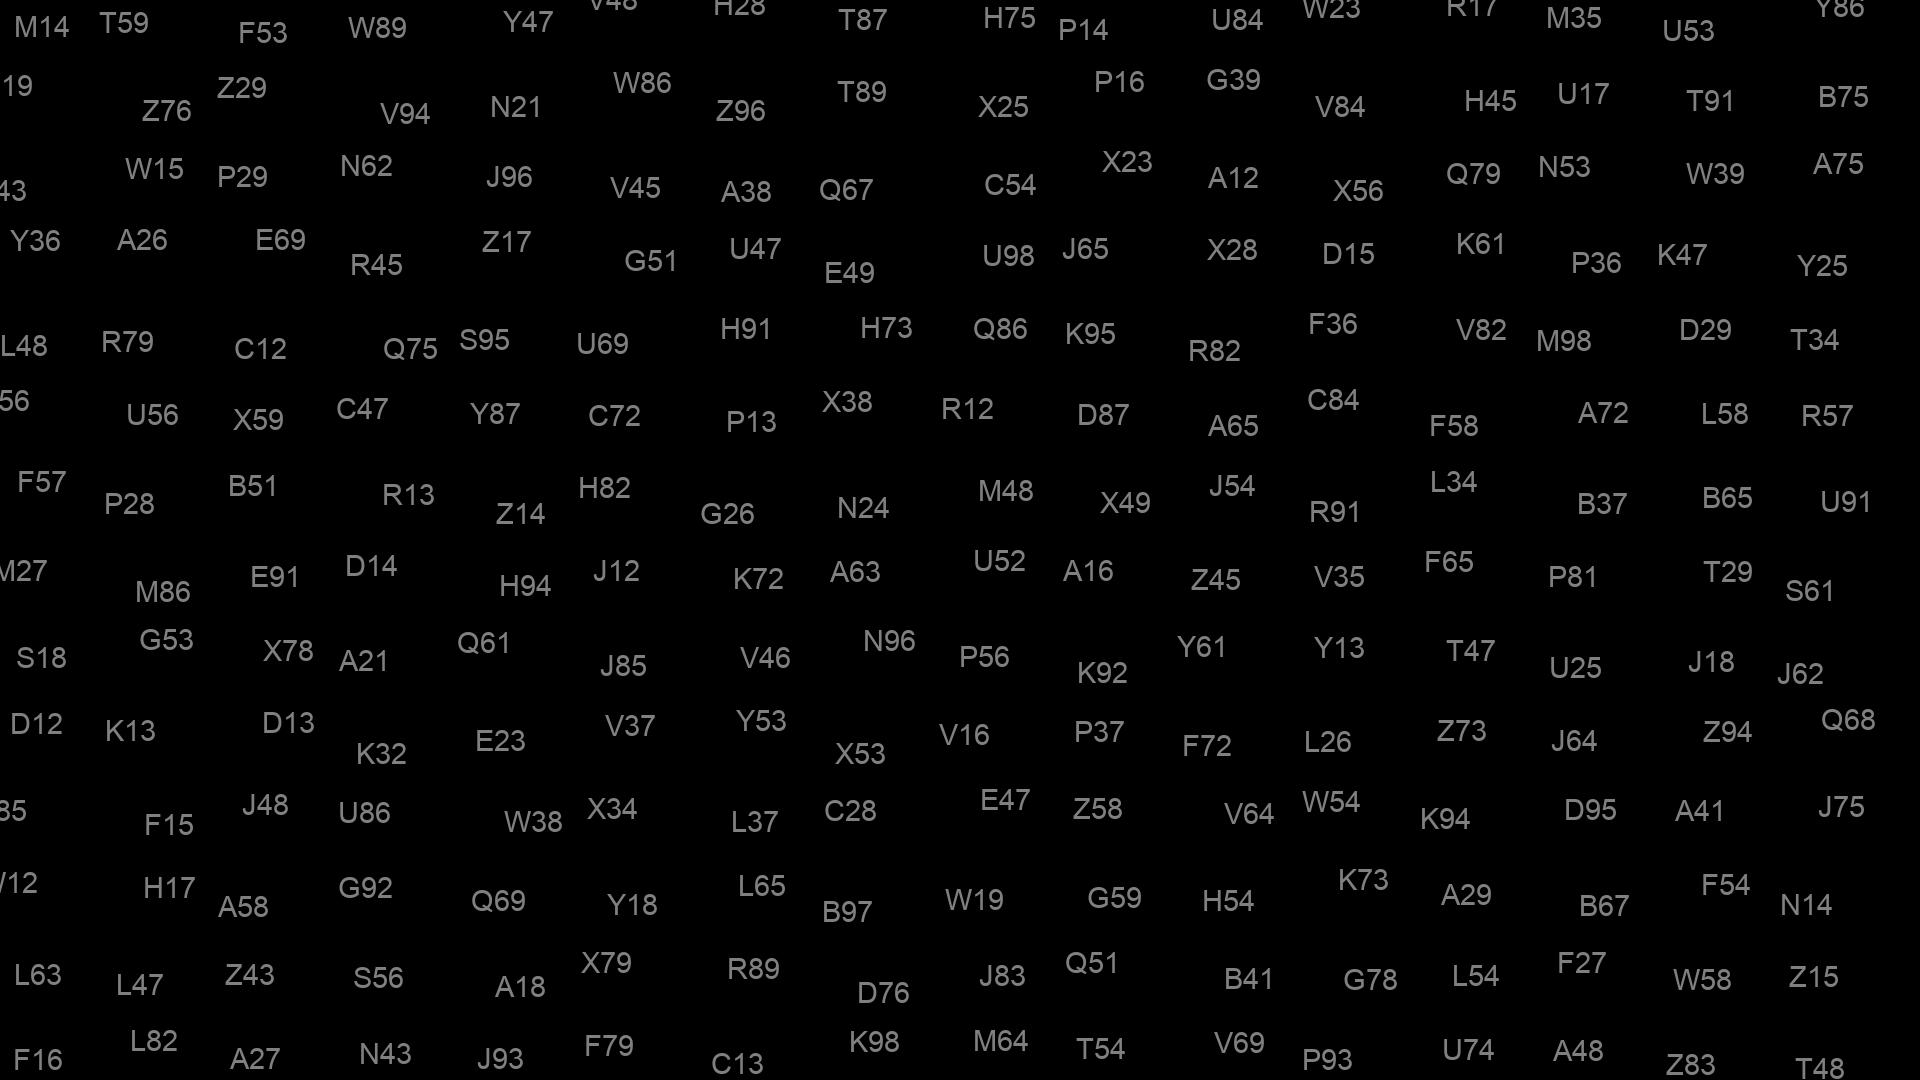 M14 T59 F53 W89 Y47 V48 H28 T87 H75 P14 U84 W23 R17 M35 U53 Y86
19 Z76 Z29 V94 N21 W86 Z96 T89 X25 P16 G39 V84 H45 U17 T91 B75
43 W15 P29 N62 J96 V45 A38 Q67 C54 X23 A12 X56 Q79 N53 W39 A75
Y36 A26 E69 R45 Z17 G51 U47 E49 U98 J65 X28 D15 K61 P36 K47 Y25
L48 R79 C12 Q75 S95 U69 H91 H73 Q86 K95 R82 F36 V82 M98 D29 T34
56 U56 X59 C47 Y87 C72 P13 X38 R12 D87 A65 C84 F58 A72 L58 R57
F57 P28 B51 R13 Z14 H82 G26 N24 M48 X49 J54 R91 L34 B37 B65 U91
M27 M86 E91 D14 H94 J12 K72 A63 U52 A16 Z45 V35 F65 P81 T29 S61
S18 G53 X78 A21 Q61 J85 V46 N96 P56 K92 Y61 Y13 T47 U25 J18 J62
D12 K13 D13 K32 E23 V37 Y53 X53 V16 P37 F72 L26 Z73 J64 Z94 Q68
85 F15 J48 U86 W38 X34 L37 C28 E47 Z58 V64 W54 K94 D95 A41 J75
12 H17 A58 G92 Q69 Y18 L65 B97 W19 G59 H54 K73 A29 B67 F54 N14
L63 L47 Z43 S56 A18 X79 R89 D76 J83 Q51 B41 G78 L54 F27 W58 Z15
F16 L82 A27 N43 J93 F79 C13 K98 M64 T54 V69 P93 U74 A48 Z83 T48